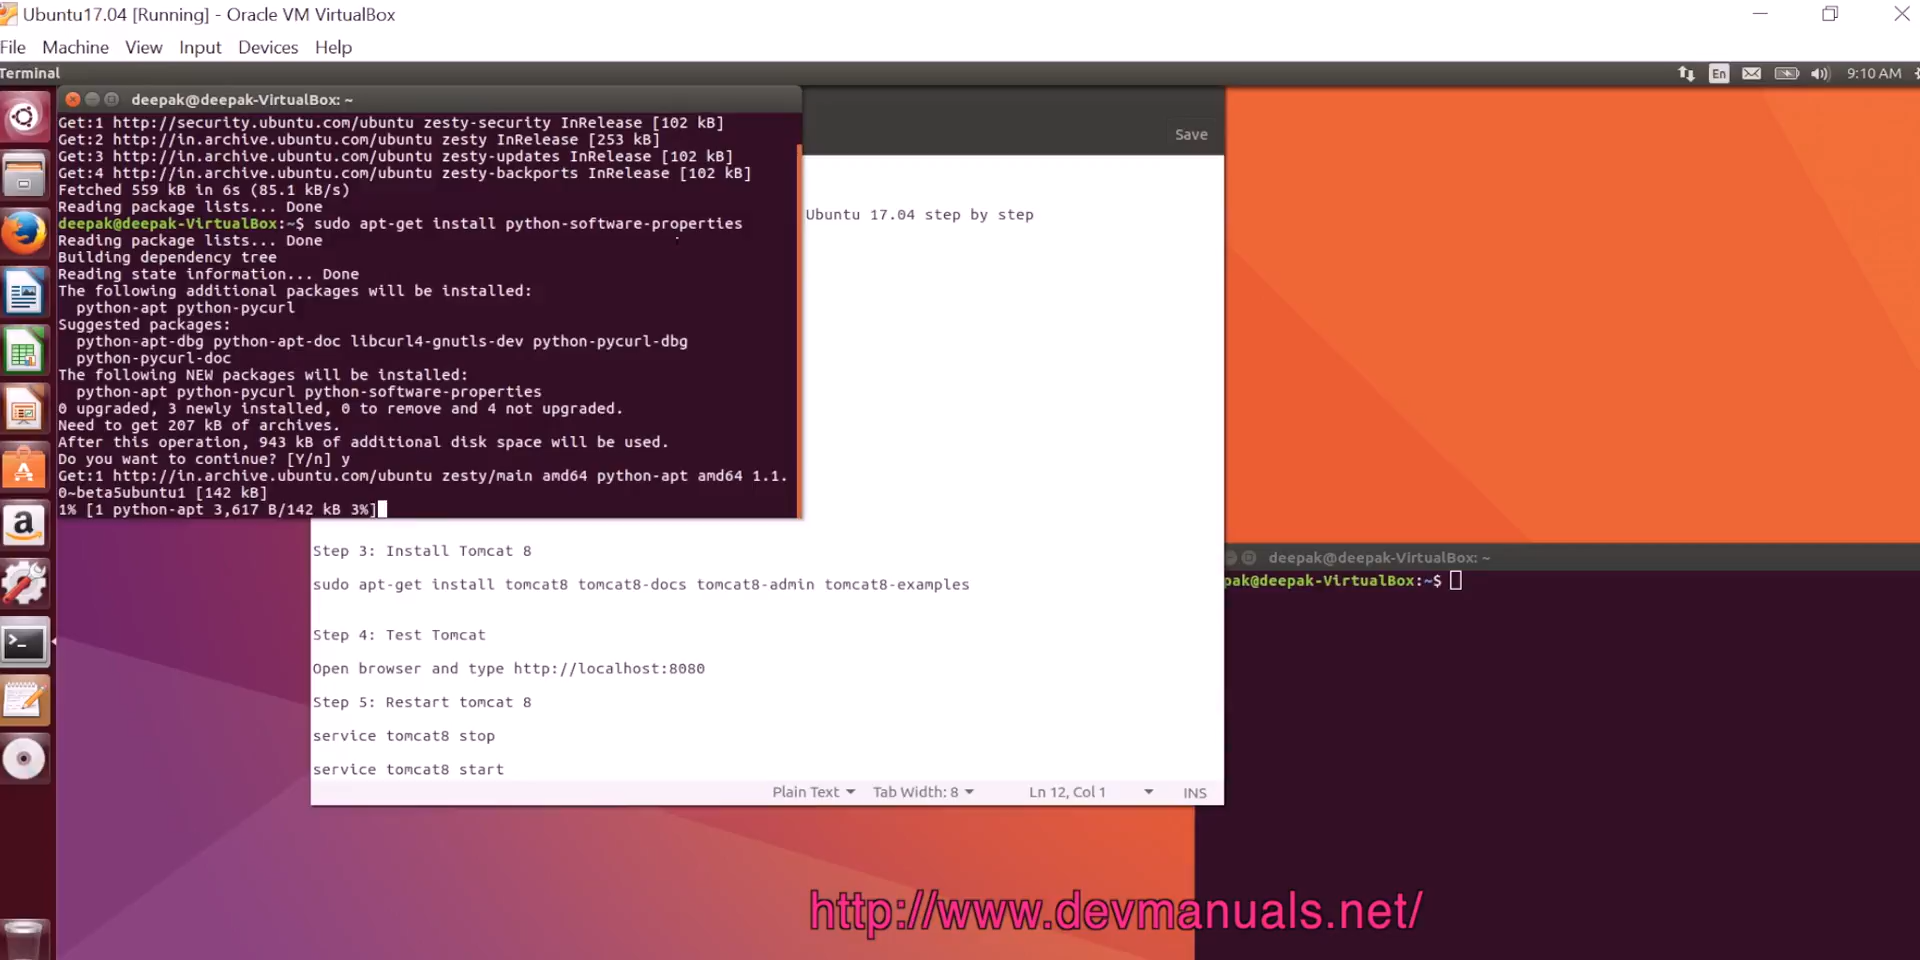 Ubuntu17.04 [Running] - Oracle VM VirtualBox
File Machine View Input Devices Help
Terminal
En
9:10 AM
deepak@deepak-VirtualBox: ~
Get:1 http://security.ubuntu.com/ubuntu zesty-security InRelease [102 kB]
Get:2 http://in.archive.ubuntu.com/ubuntu zesty InRelease [253 kB]
Get:3 http://in.archive.ubuntu.com/ubuntu zesty-updates InRelease [102 kB]
Get:4 http://in.archive.ubuntu.com/ubuntu zesty-backports InRelease [102 kB]
Fetched 559 kB in 6s (85.1 kB/s)
Reading package lists... Done
deepak@deepak-VirtualBox:~$ sudo apt-get install python-software-properties
Reading package lists... Done
Building dependency tree
Reading state information... Done
The following additional packages will be installed:
python-apt python-pycurl
Suggested packages:
python-apt-dbg python-apt-doc libcurl4-gnutls-dev python-pycurl-dbg
python-pycurl-doc
The following NEW packages will be installed:
python-apt python-pycurl python-software-properties
0 upgraded, 3 newly installed, 0 to remove and 4 not upgraded.
Need to get 207 kB of archives.
After this operation, 943 kB of additional disk space will be used.
Do you want to continue? [Y/n] y
Get:1 http://in.archive.ubuntu.com/ubuntu zesty/main amd64 python-apt amd64 1.1.
0~beta5ubuntu1 [142 kB]
1% [1 python-apt 3,617 B/142 kB 3%]
Save
Ubuntu 17.04 step by step
Step 3: Install Tomcat 8
sudo apt-get install tomcat8 tomcat8-docs tomcat8-admin tomcat8-examples
Step 4: Test Tomcat
Open browser and type http://localhost:8080
Step 5: Restart tomcat 8
service tomcat8 stop
service tomcat8 start
Plain Text Tab Width: 8 Ln 12, Col 1 INS
deepak@deepak-VirtualBox: ~
pak@deepak-VirtualBox:~$
http://www.devmanuals.net/